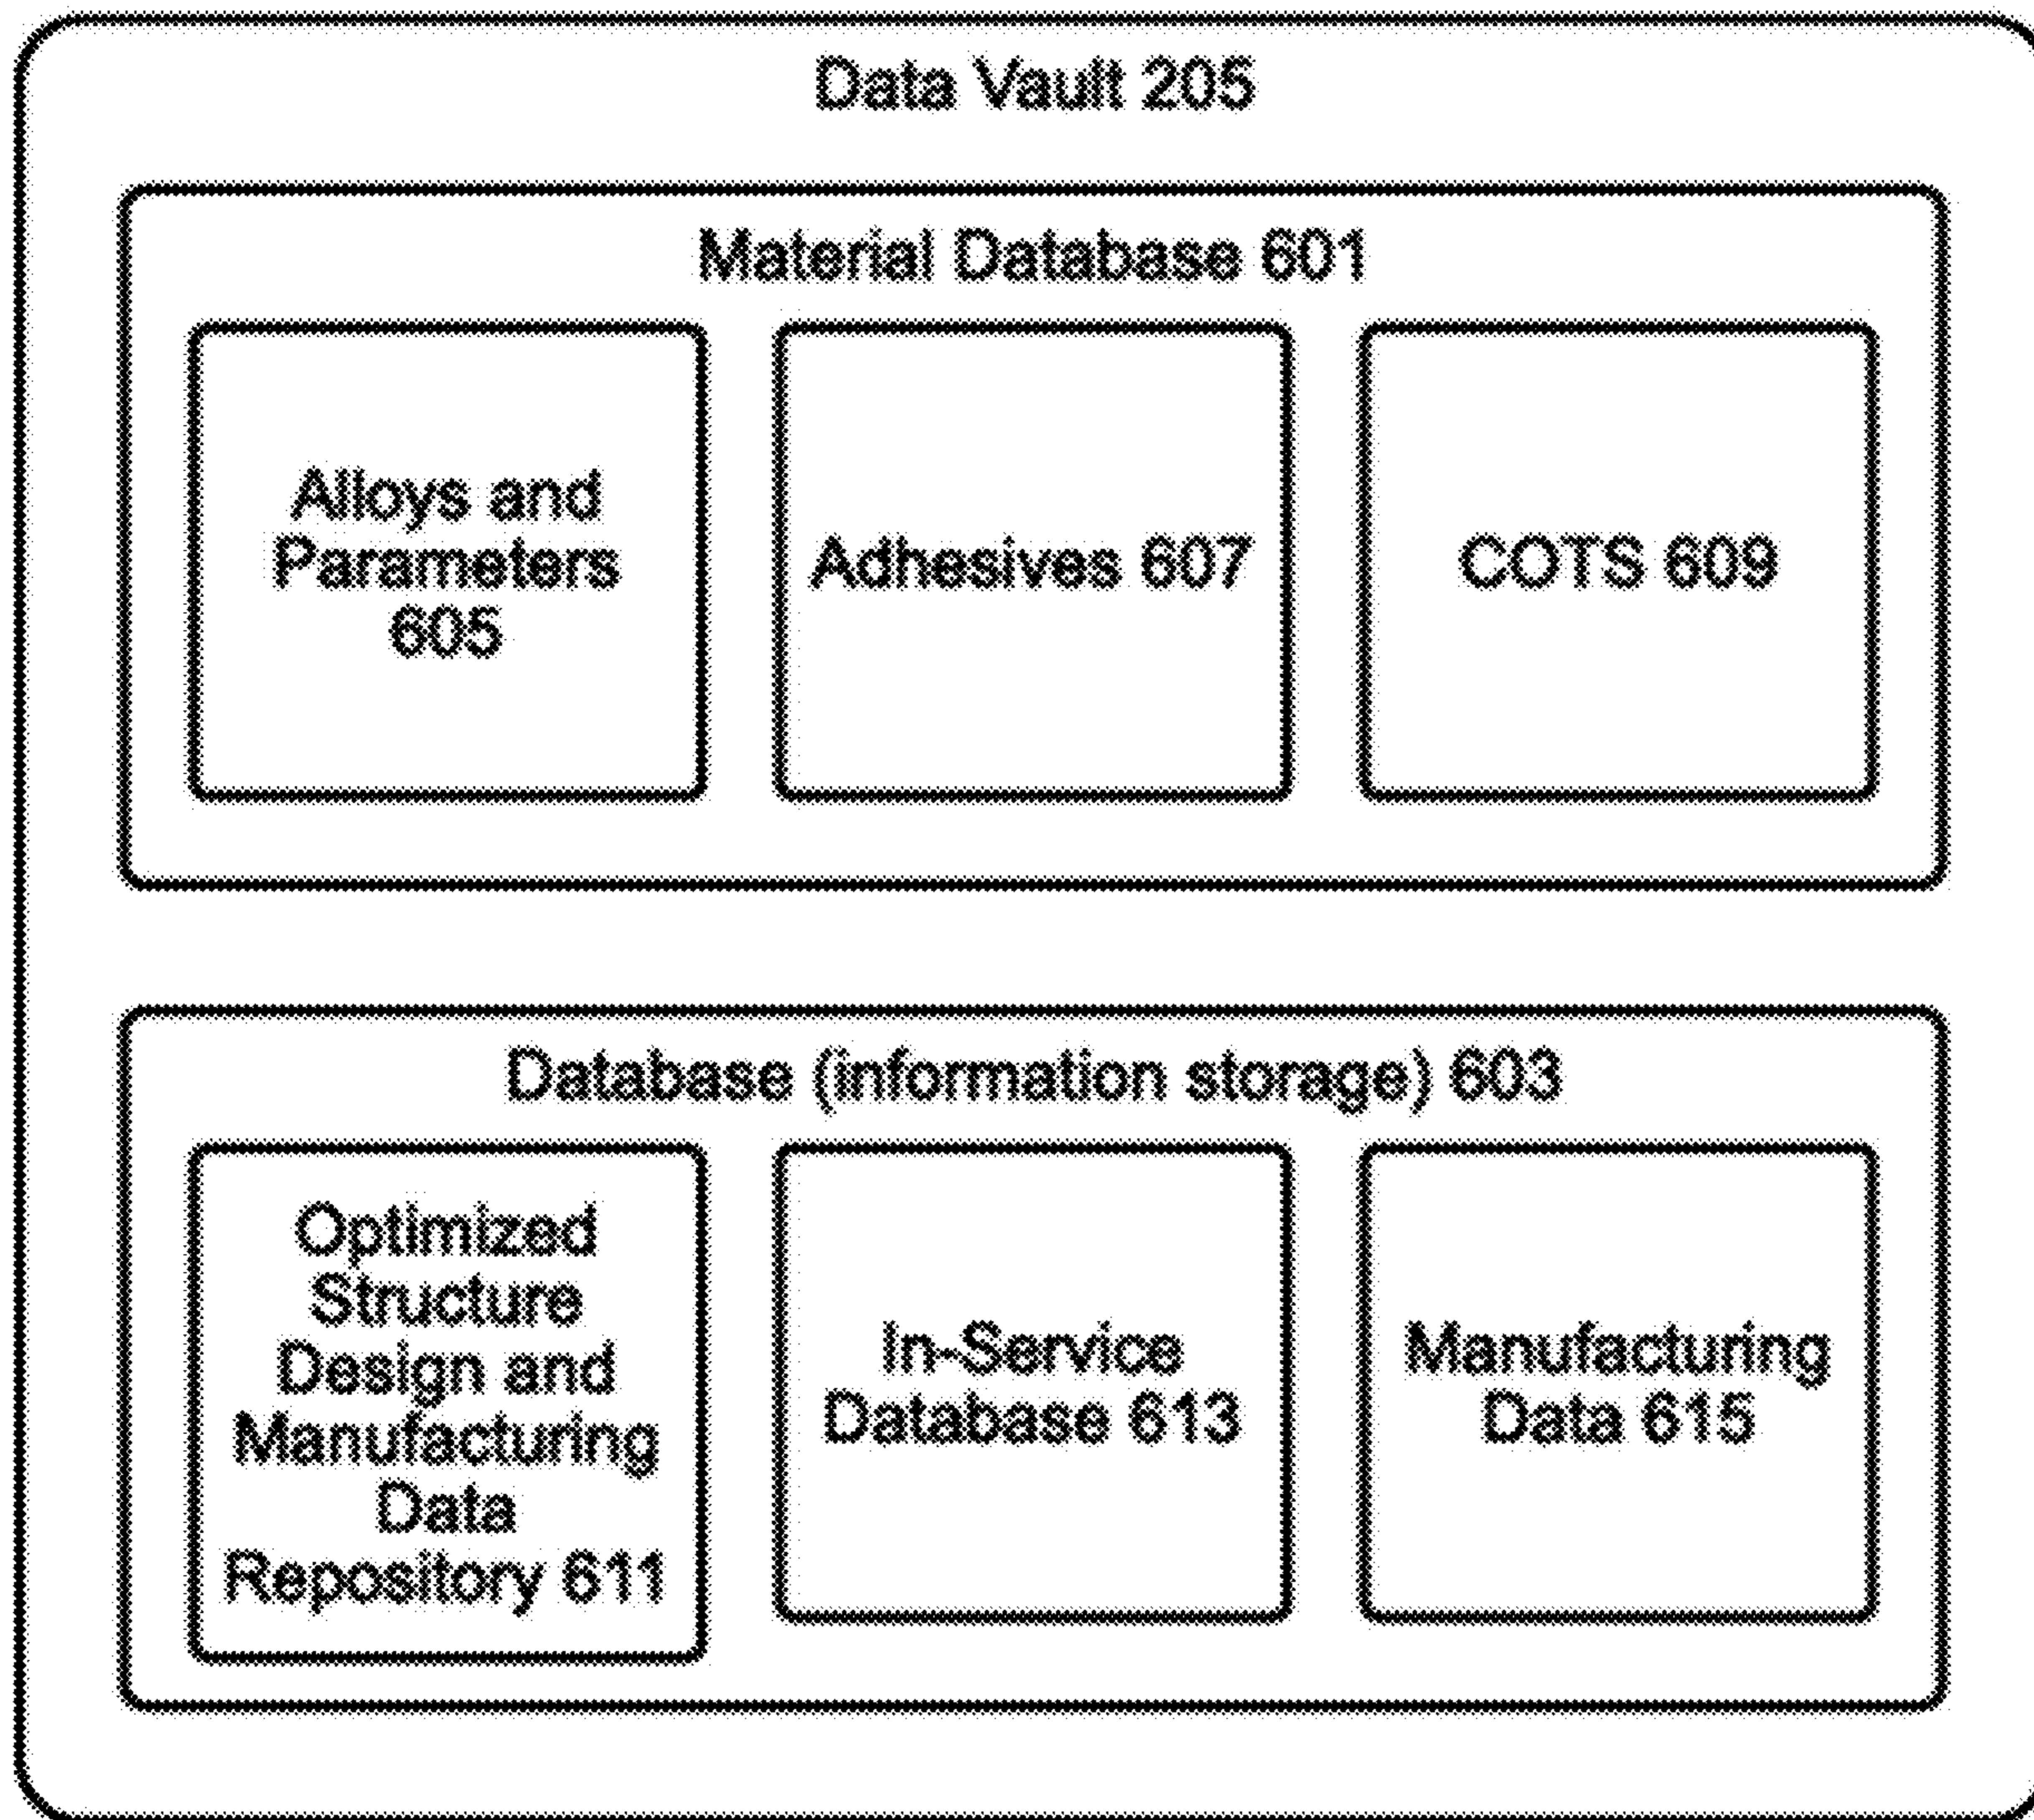 Data Vault 205
Material Database 601
Alloys and
Parameters
605
Adhesives 607
COTS 609
Database (information storage) 603
Optimized
Structure
Design and
Manufacturing
Data
Repository 611
In-Service
Database 613
Manufacturing
Data 615